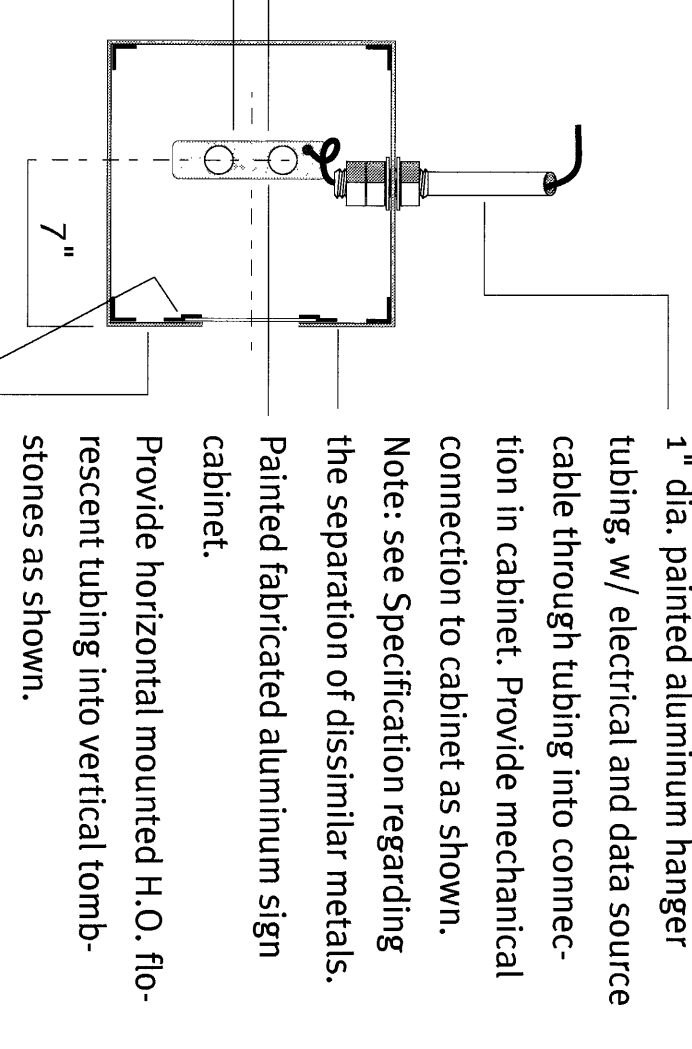 1" dia. painted aluminum hanger
tubing, w/ electrical and data source
cable through tubing into connec-
tion in cabinet. Provide mechanical
connection to cabinet as shown.
Note: see Specification regarding
the separation of dissimilar metals.
Painted fabricated aluminum sign
cabinet.
Provide horizontal mounted H.O. flo-
rescent tubing into vertical tomb-
stones as shown.
7"